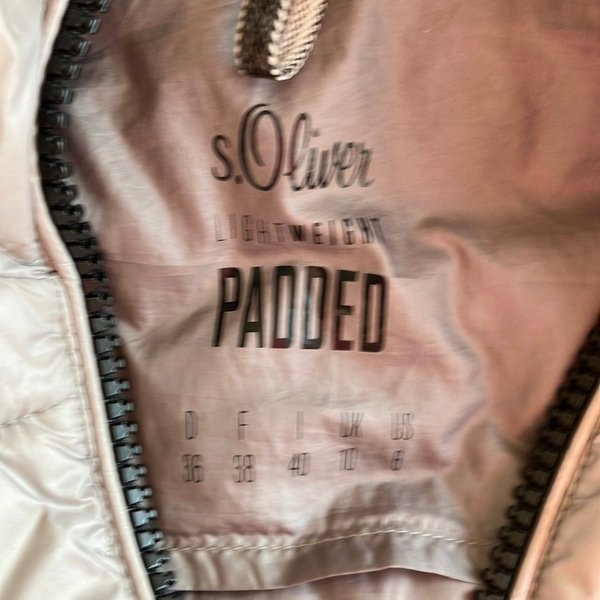 s.Oliver
LIGHTWEIGHT
PADDED
D F I UK US
36 38 40 10 6